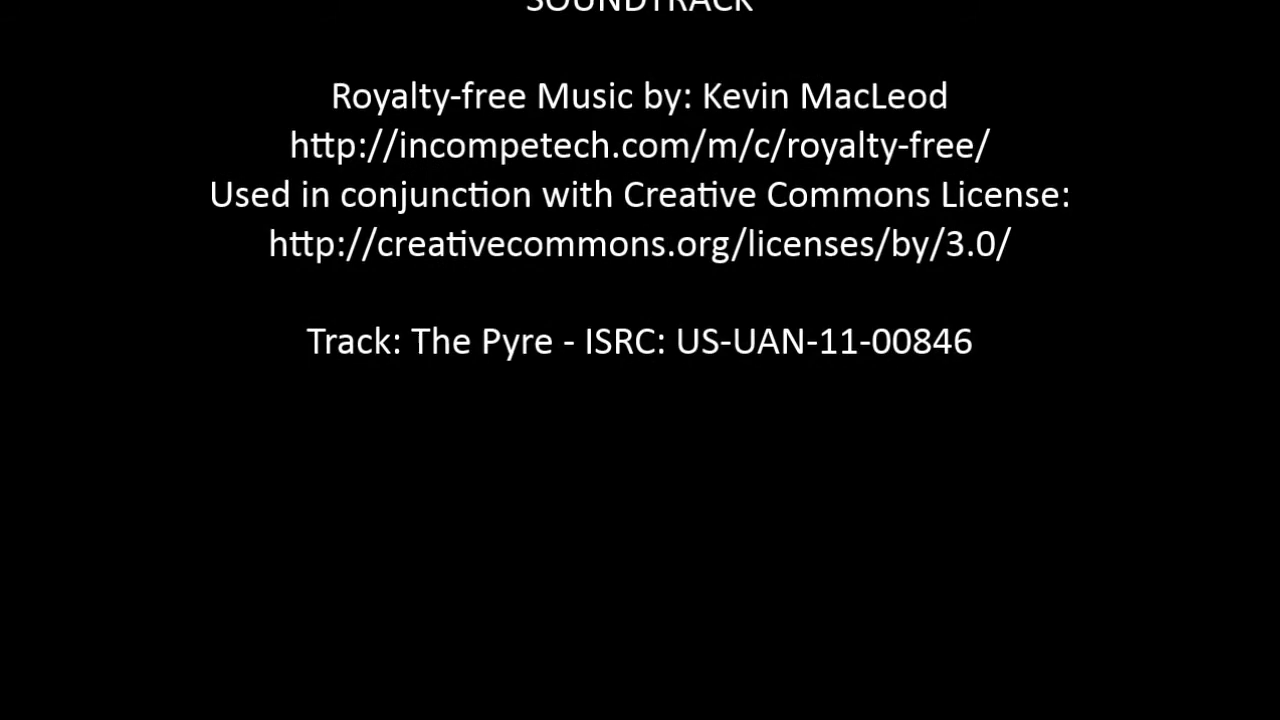 SOUNDTRACK
Royalty-free Music by: Kevin MacLeod
http://incompetech.com/m/c/royalty-free/
Used in conjunction with Creative Commons License:
http://creativecommons.org/licenses/by/3.0/
Track: The Pyre - ISRC: US-UAN-11-00846